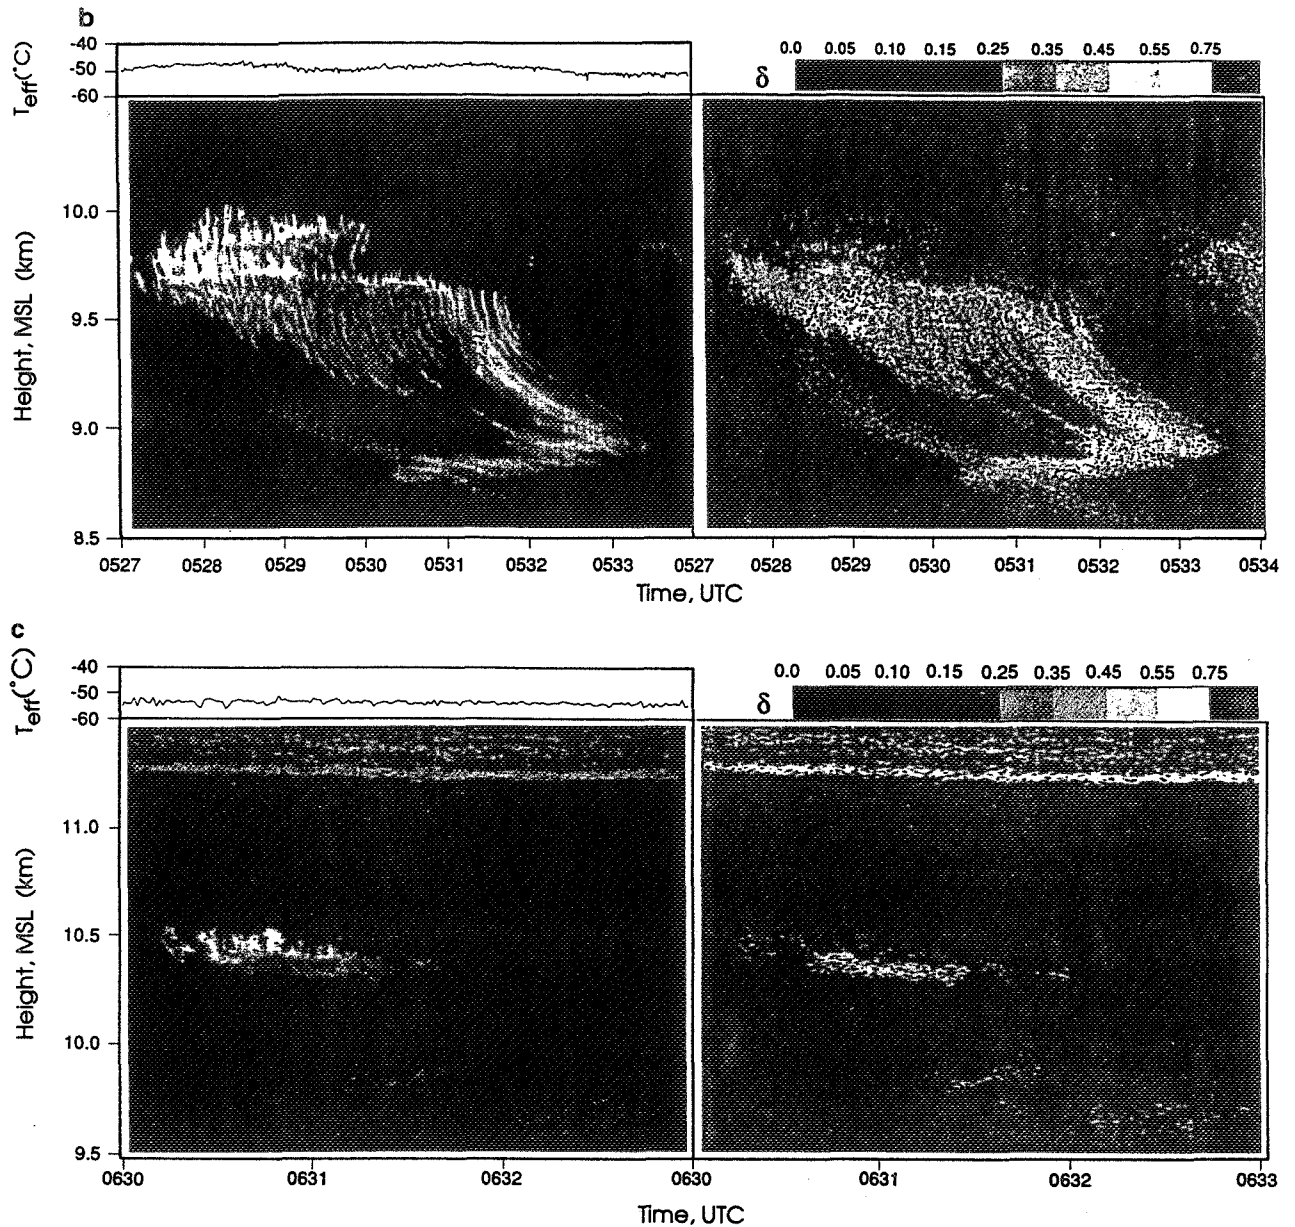 b
-40
-50
-60
Teff(°C)
0.0 0.05 0.10 0.15 0.25 0.35 0.45 0.55 0.75
δ
10.0
9.5
9.0
8.5
Height, MSL (km)
0527 0528 0529 0530 0531 0532 0533 0527 0528 0529 0530 0531 0532 0533 0534
Time, UTC
c
-40
-50
-60
Teff(°C)
0.0 0.05 0.10 0.15 0.25 0.35 0.45 0.55 0.75
δ
11.0
10.5
10.0
9.5
Height, MSL (km)
0630 0631 0632 0630 0631 0632 0633
Time, UTC